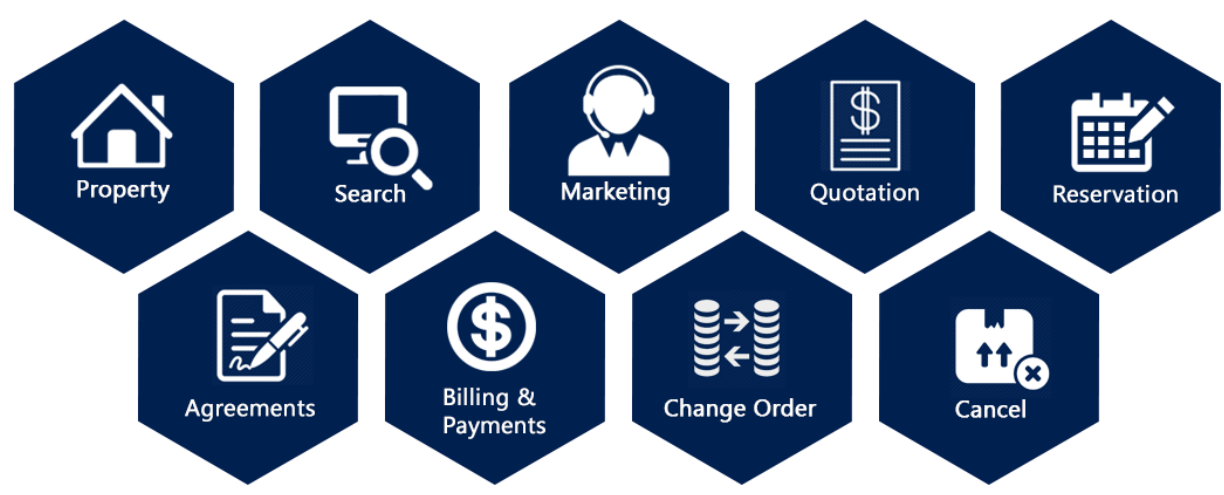 Property
Search
Marketing
Quotation
Reservation
Agreements
Billing &
Payments
Change Order
Cancel